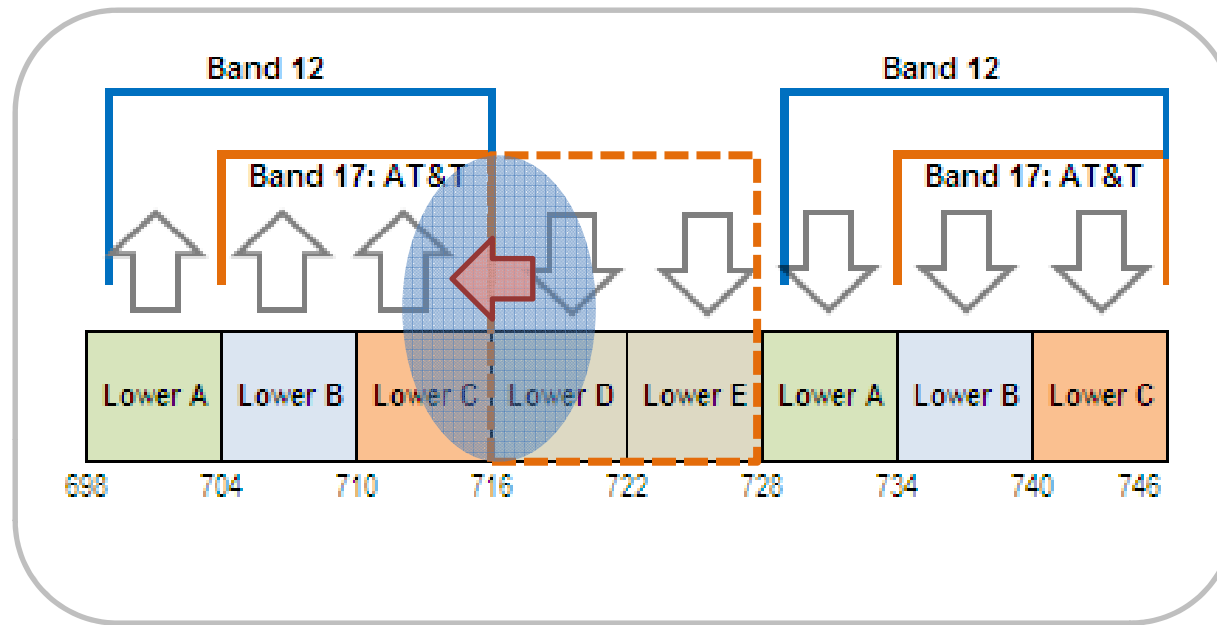 Band 12 Band 12
Band 17: AT&T Band 17: AT&T
Lower A Lower B Lower C Lower D Lower E Lower A Lower B Lower C
698 704 710 716 722 728 734 740 746